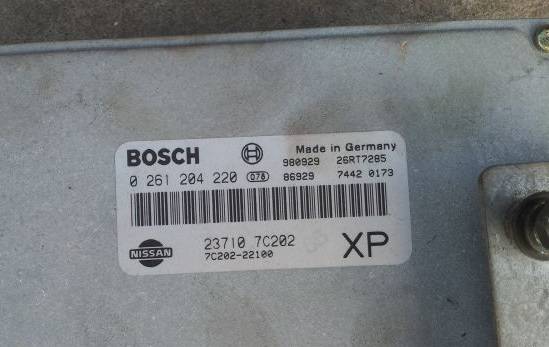 BOSCH
Made in Germany
980929 26RT7285
0 261 204 220 078 86929 7442 0173
NISSAN
23710 7C202
7C202-22100
XP